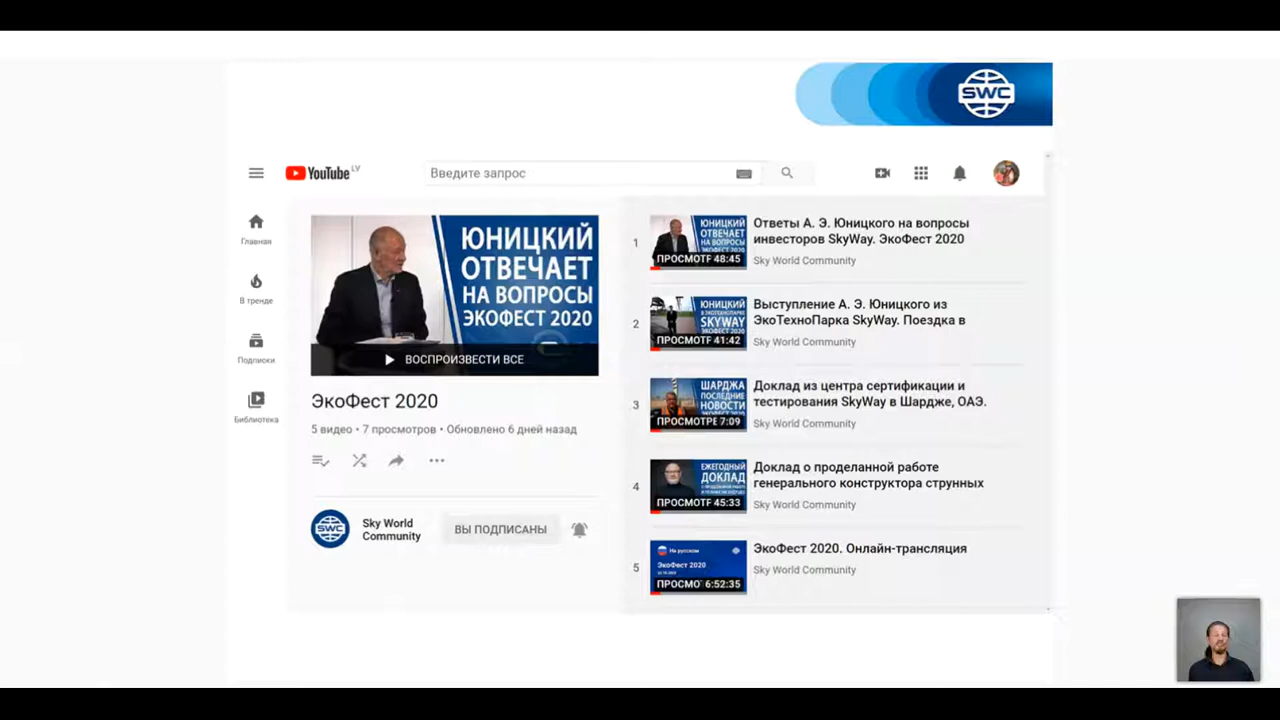 SWC
YouTube LV
Введите запрос
Главная
В тренде
Подписки
Библиотека
ЮНИЦКИЙ
ОТВЕЧАЕТ
НА ВОПРОСЫ
ЭКОФЕСТ 2020
ВОСПРОИЗВЕСТИ ВСЕ
ЭкоФест 2020
5 видео • 7 просмотров • Обновлено 6 дней назад
SWC
Sky World
Community
ВЫ ПОДПИСАНЫ
1
ЮНИЦКИЙ
ОТВЕЧАЕТ
НА ВОПРОСЫ
ПРОСМОТР 48:45
Ответы А. Э. Юницкого на вопросы
инвесторов SkyWay. ЭкоФест 2020
Sky World Community
2
ЮНИЦКИЙ
В ЭКОТЕХНОПАРКЕ
SKYWAY
ПРОСМОТР 41:42
Выступление А. Э. Юницкого из
ЭкоТехноПарка SkyWay. Поездка в
Sky World Community
3
ШАРДЖА
ПОСЛЕДНИЕ
НОВОСТИ
ПРОСМОТРЕ 7:09
Доклад из центра сертификации и
тестирования SkyWay в Шардже, ОАЭ.
Sky World Community
4
ЕЖЕГОДНЫЙ
ДОКЛАД
ПРОСМОТР 45:33
Доклад о проделанной работе
генерального конструктора струнных
Sky World Community
5
На русском
ЭкоФест 2020
ПРОСМО 6:52:35
ЭкоФест 2020. Онлайн-трансляция
Sky World Community